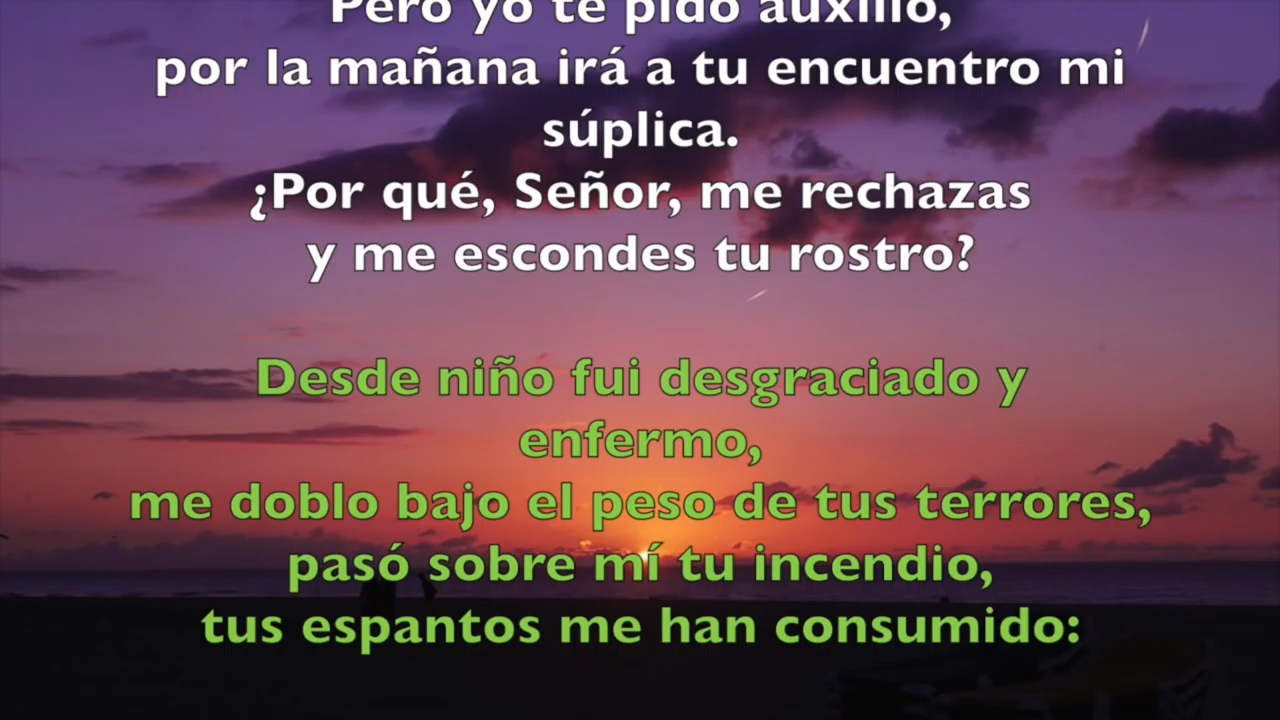 Pero yo te pido auxilio,
por la mañana irá a tu encuentro mi
súplica.
¿Por qué, Señor, me rechazas
y me escondes tu rostro?
Desde niño fui desgraciado y
enfermo,
me doblo bajo el peso de tus terrores,
pasó sobre mí tu incendio,
tus espantos me han consumido: